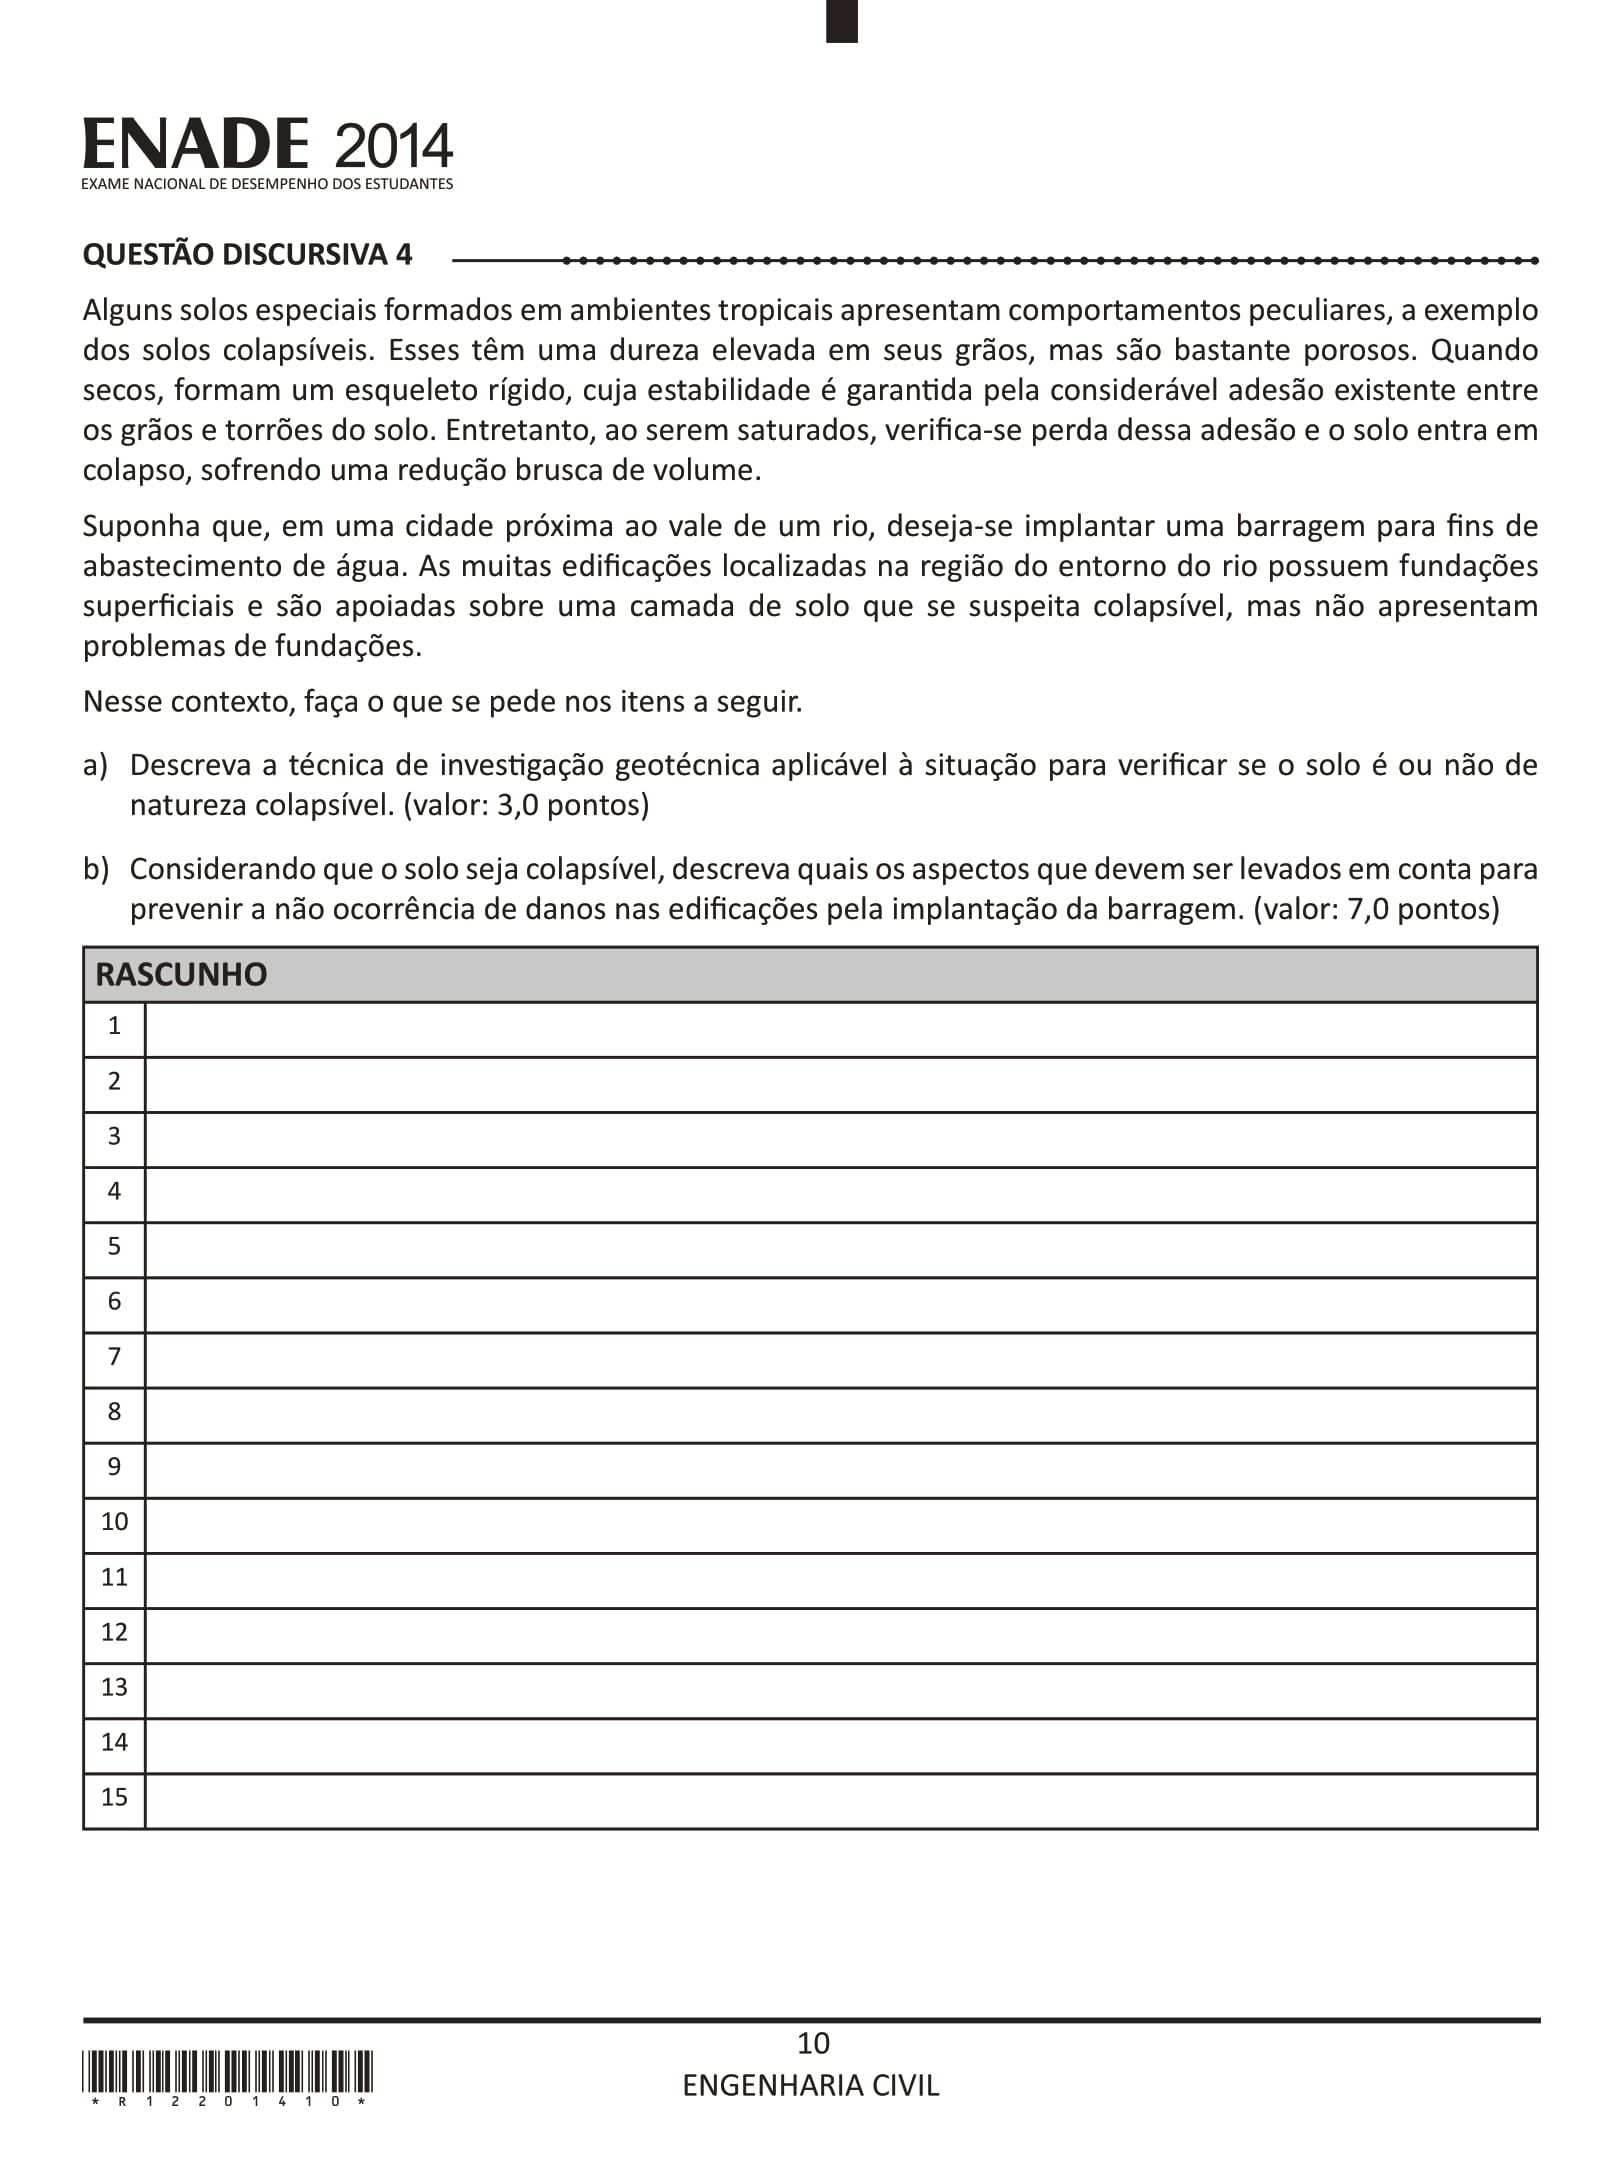 ENADE 2014
EXAME NACIONAL DE DESEMPENHO DOS ESTUDANTES
QUESTÃO DISCURSIVA 4
Alguns solos especiais formados em ambientes tropicais apresentam comportamentos peculiares, a exemplo
dos solos colapsíveis. Esses têm uma dureza elevada em seus grãos, mas são bastante porosos. Quando
secos, formam um esqueleto rígido, cuja estabilidade é garantida pela considerável adesão existente entre
os grãos e torrões do solo. Entretanto, ao serem saturados, verifica-se perda dessa adesão e o solo entra em
colapso, sofrendo uma redução brusca de volume.
Suponha que, em uma cidade próxima ao vale de um rio, deseja-se implantar uma barragem para fins de
abastecimento de água. As muitas edificações localizadas na região do entorno do rio possuem fundações
superficiais e são apoiadas sobre uma camada de solo que se suspeita colapsível, mas não apresentam
problemas de fundações.
Nesse contexto, faça o que se pede nos itens a seguir.
a) Descreva a técnica de investigação geotécnica aplicável à situação para verificar se o solo é ou não de
natureza colapsível. (valor: 3,0 pontos)
b) Considerando que o solo seja colapsível, descreva quais os aspectos que devem ser levados em conta para
prevenir a não ocorrência de danos nas edificações pela implantação da barragem. (valor: 7,0 pontos)
RASCUNHO
1
2
3
4
5
6
7
8
9
10
11
12
13
14
15
10
ENGENHARIA CIVIL
* R 1 2 2 0 1 4 1 0 *